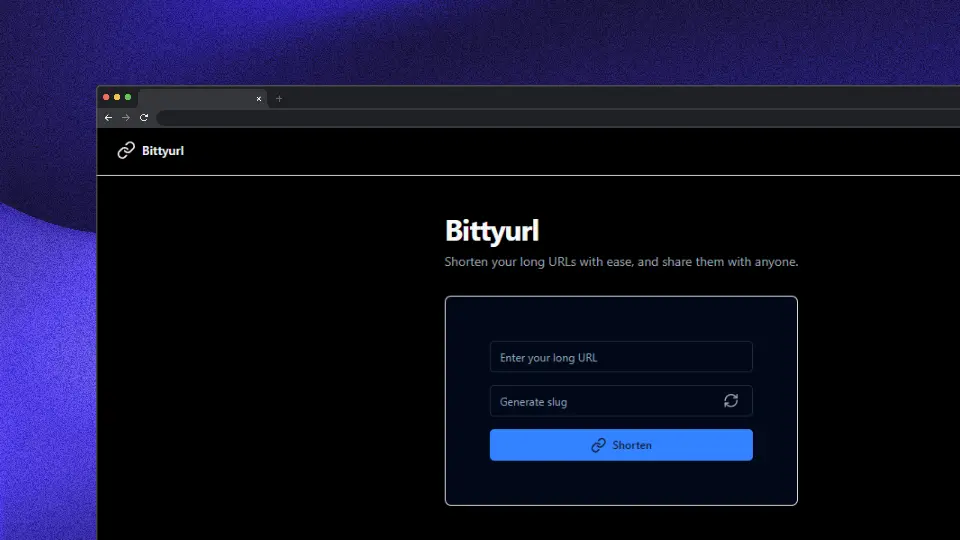 Bittyurl
Bittyurl
Shorten your long URLs with ease, and share them with anyone.
Enter your long URL
Generate slug
Shorten